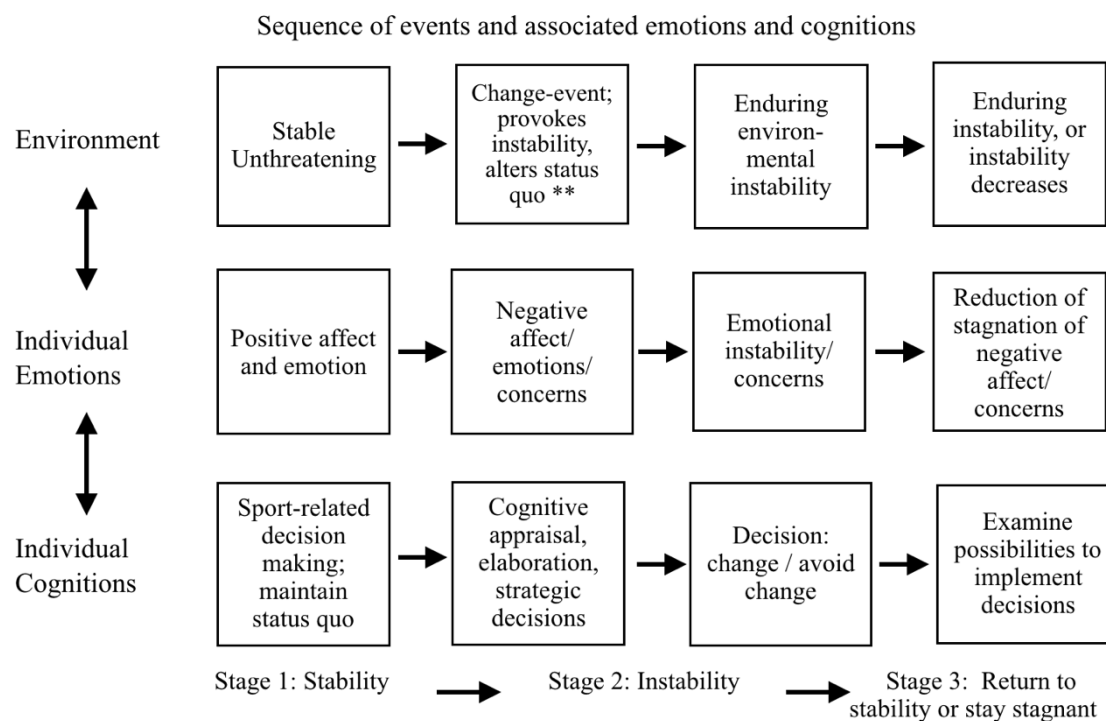 Sequence of events and associated emotions and cognitions
Environment
Stable
Unthreatening
Change-event;
provokes
instability,
alters status
quo **
Enduring
environ-
mental
instability
Enduring
instability, or
instability
decreases
Individual
Emotions
Positive affect
and emotion
Negative
affect/
emotions/
concerns
Emotional
instability/
concerns
Reduction of
stagnation of
negative
affect/
concerns
Individual
Cognitions
Sport-related
decision
making;
maintain
status quo
Cognitive
appraisal,
elaboration,
strategic
decisions
Decision:
change / avoid
change
Examine
possibilities to
implement
decisions
Stage 1: Stability
Stage 2: Instability
Stage 3: Return to
stability or stay stagnant